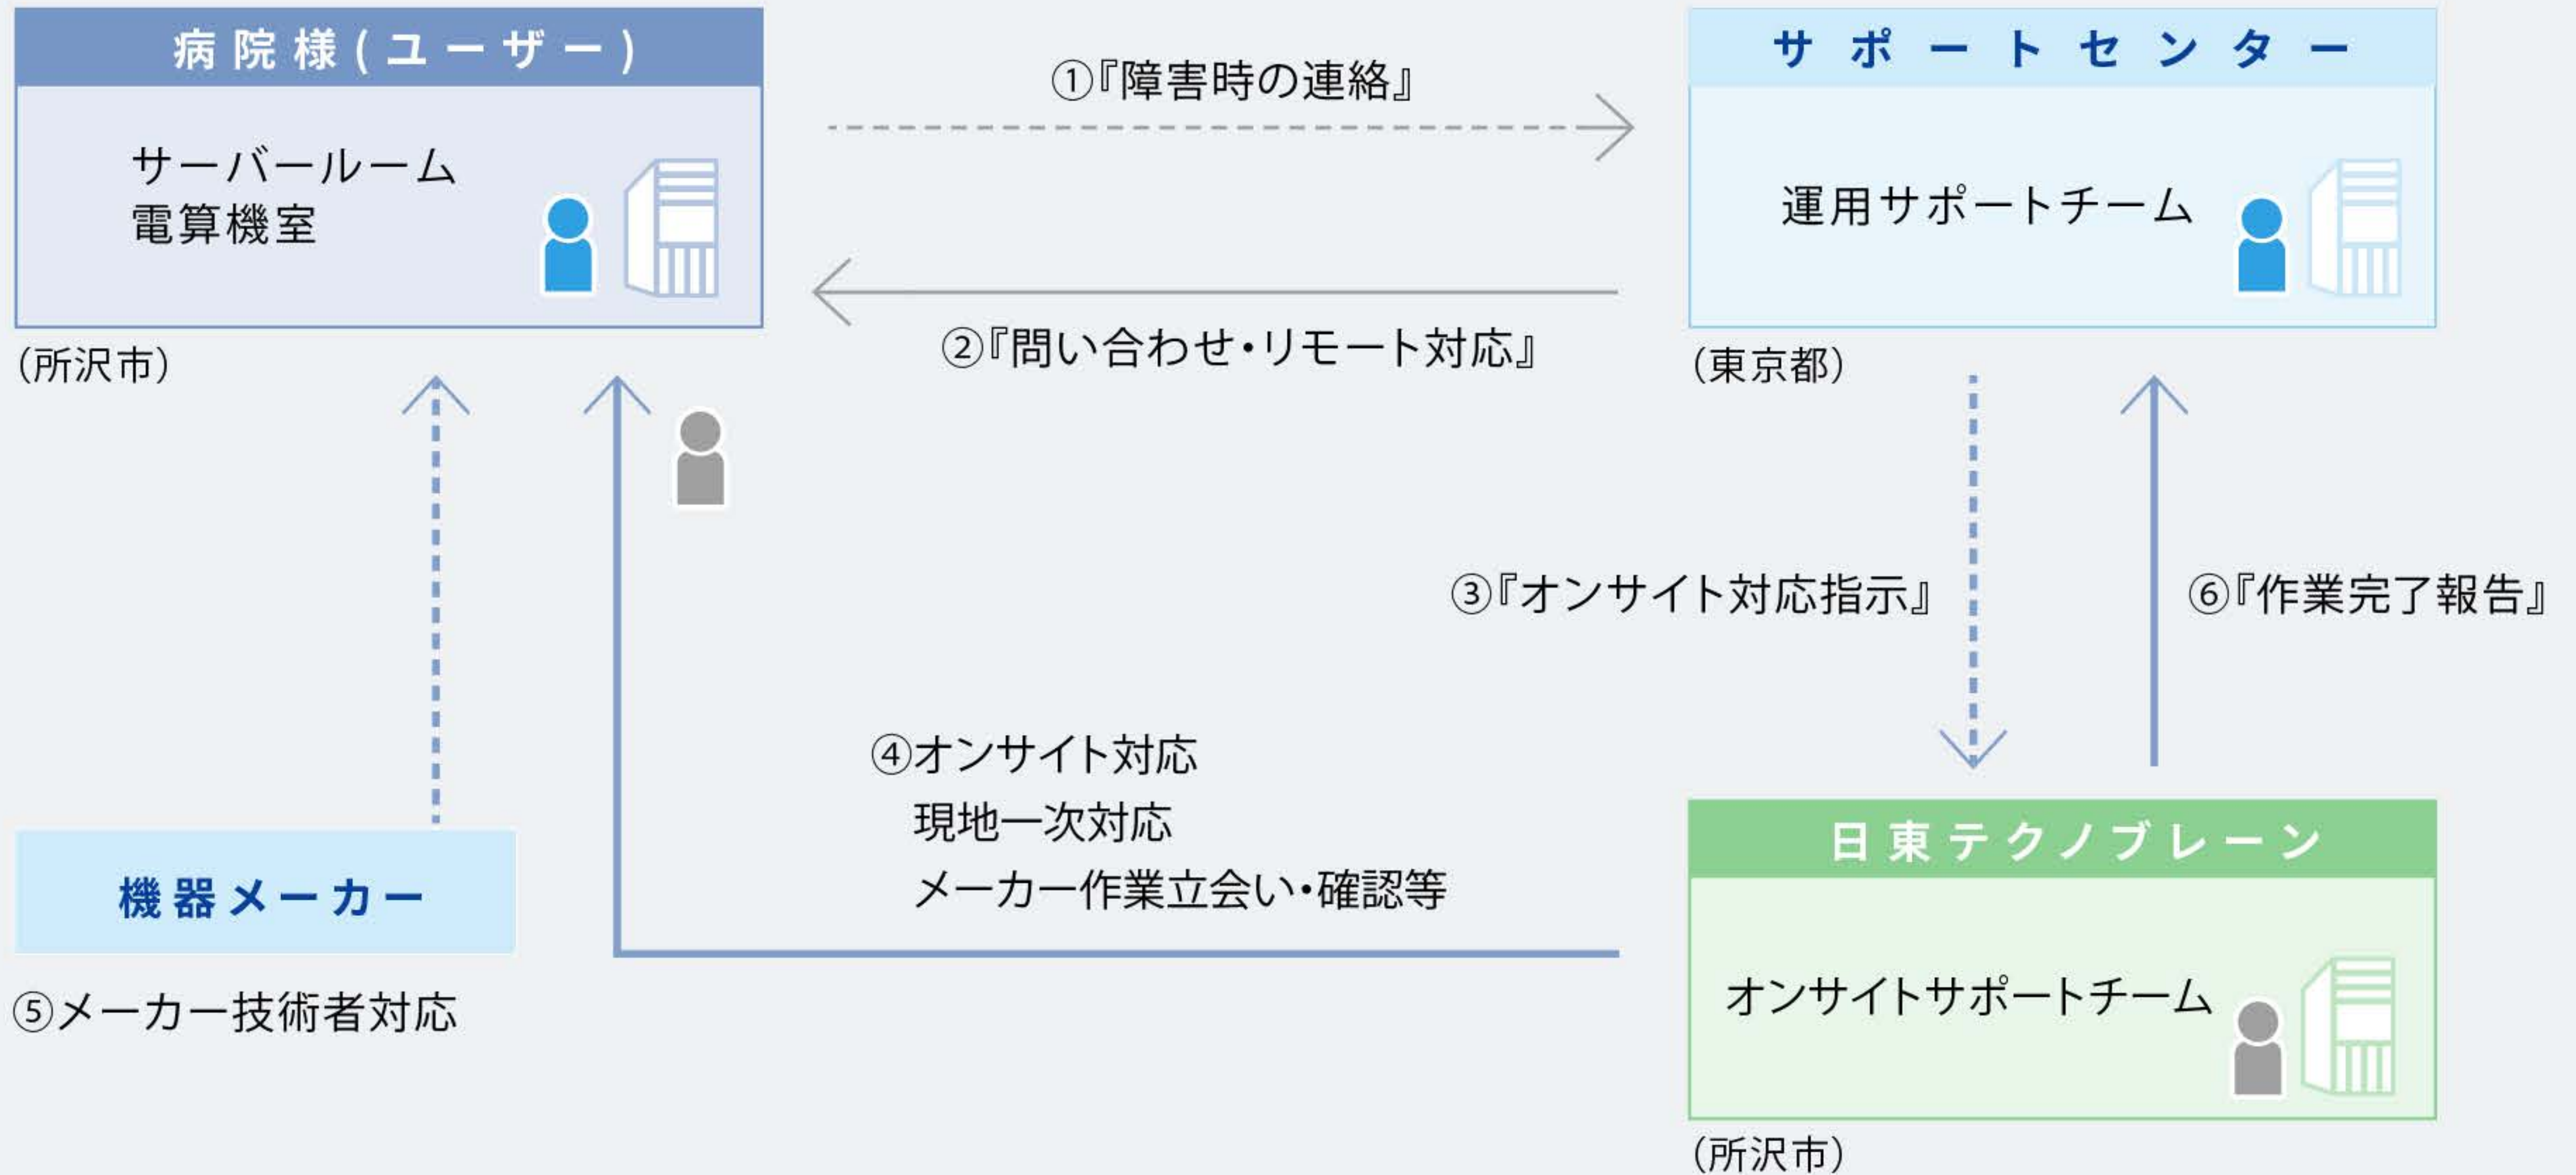 病院様(ユーザー)
サーバールーム
電算機室
(所沢市)
①『障害時の連絡』
②『問い合わせ・リモート対応』
サポートセンター
運用サポートチーム
(東京都)
③『オンサイト対応指示』
⑥『作業完了報告』
④オンサイト対応
現地一次対応
メーカー作業立会い・確認等
機器メーカー
⑤メーカー技術者対応
日東テクノブレーン
オンサイトサポートチーム
(所沢市)